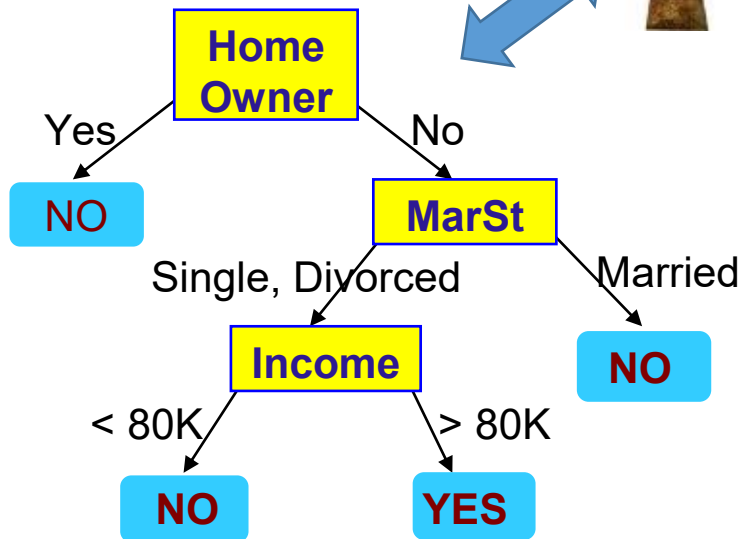 Home
Owner
Yes
No
NO
MarSt
Single, Divorced
Married
Income
NO
< 80K
> 80K
NO
YES